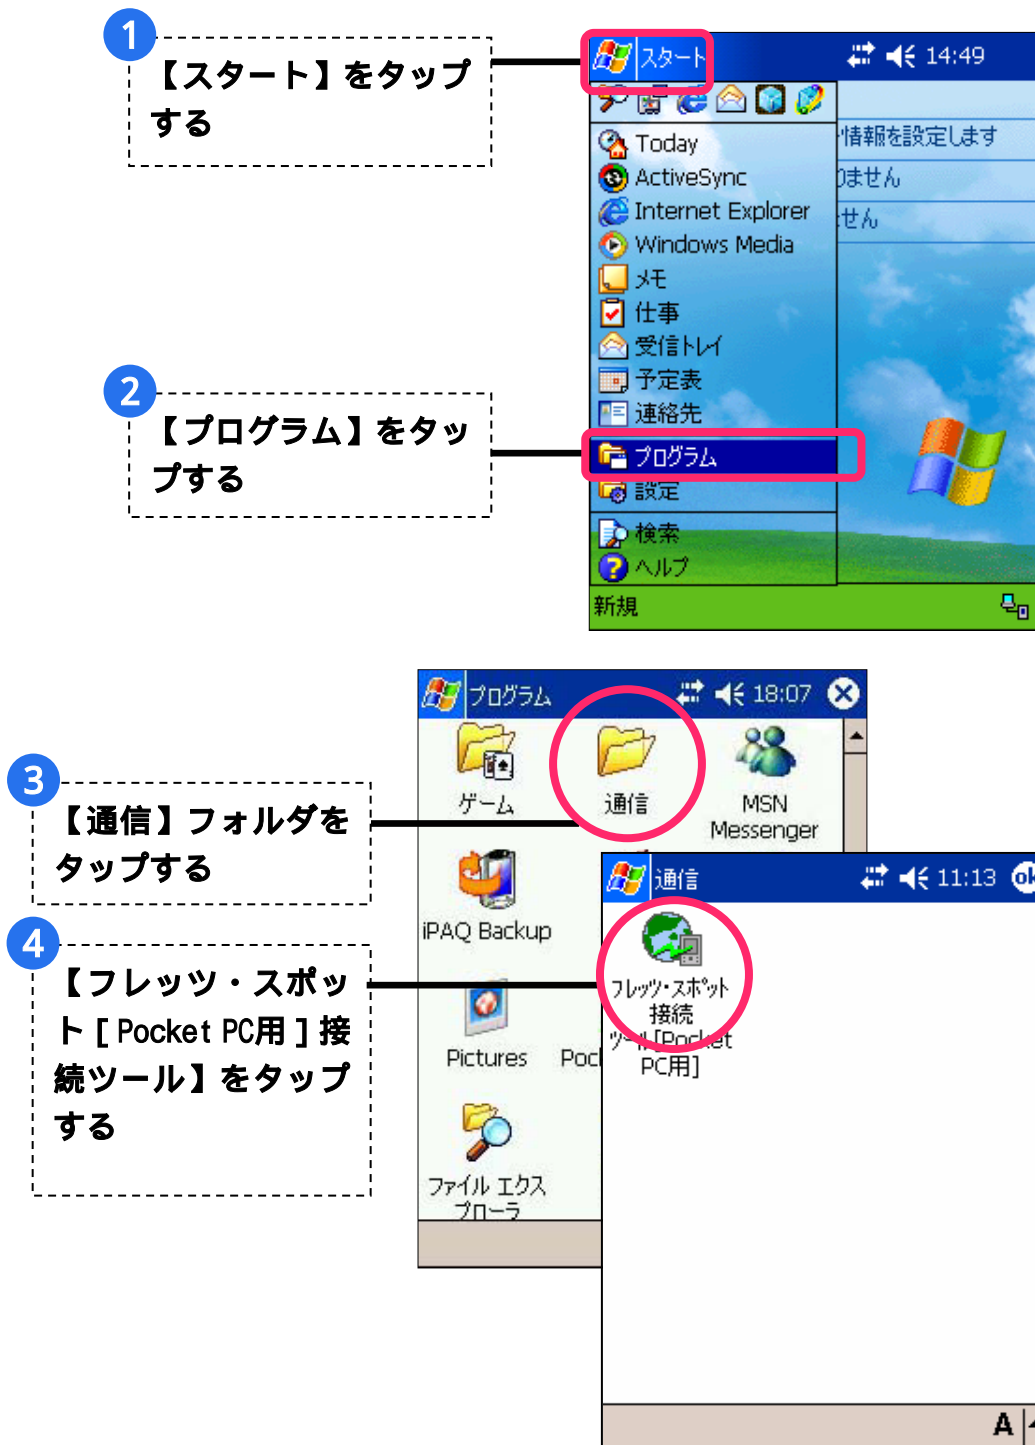 1
【スタート】をタップ
する
スタート
14:49
Today
情報を設定します
ActiveSync
ません
Internet Explorer
せん
Windows Media
メモ
仕事
受信トレイ
予定表
連絡先
2
【プログラム】をタッ
プする
プログラム
設定
検索
ヘルプ
新規
プログラム
18:07
ゲーム
通信
MSN
Messenger
3
【通信】フォルダを
タップする
iPAQ Backup
Pictures
ファイル エクス
プローラ
通信
11:13
ok
4
【フレッツ・スポッ
ト［Pocket PC用］接
続ツール】をタップ
する
フレッツ・スポット
接続
ツール[Pocket
PC用]
A